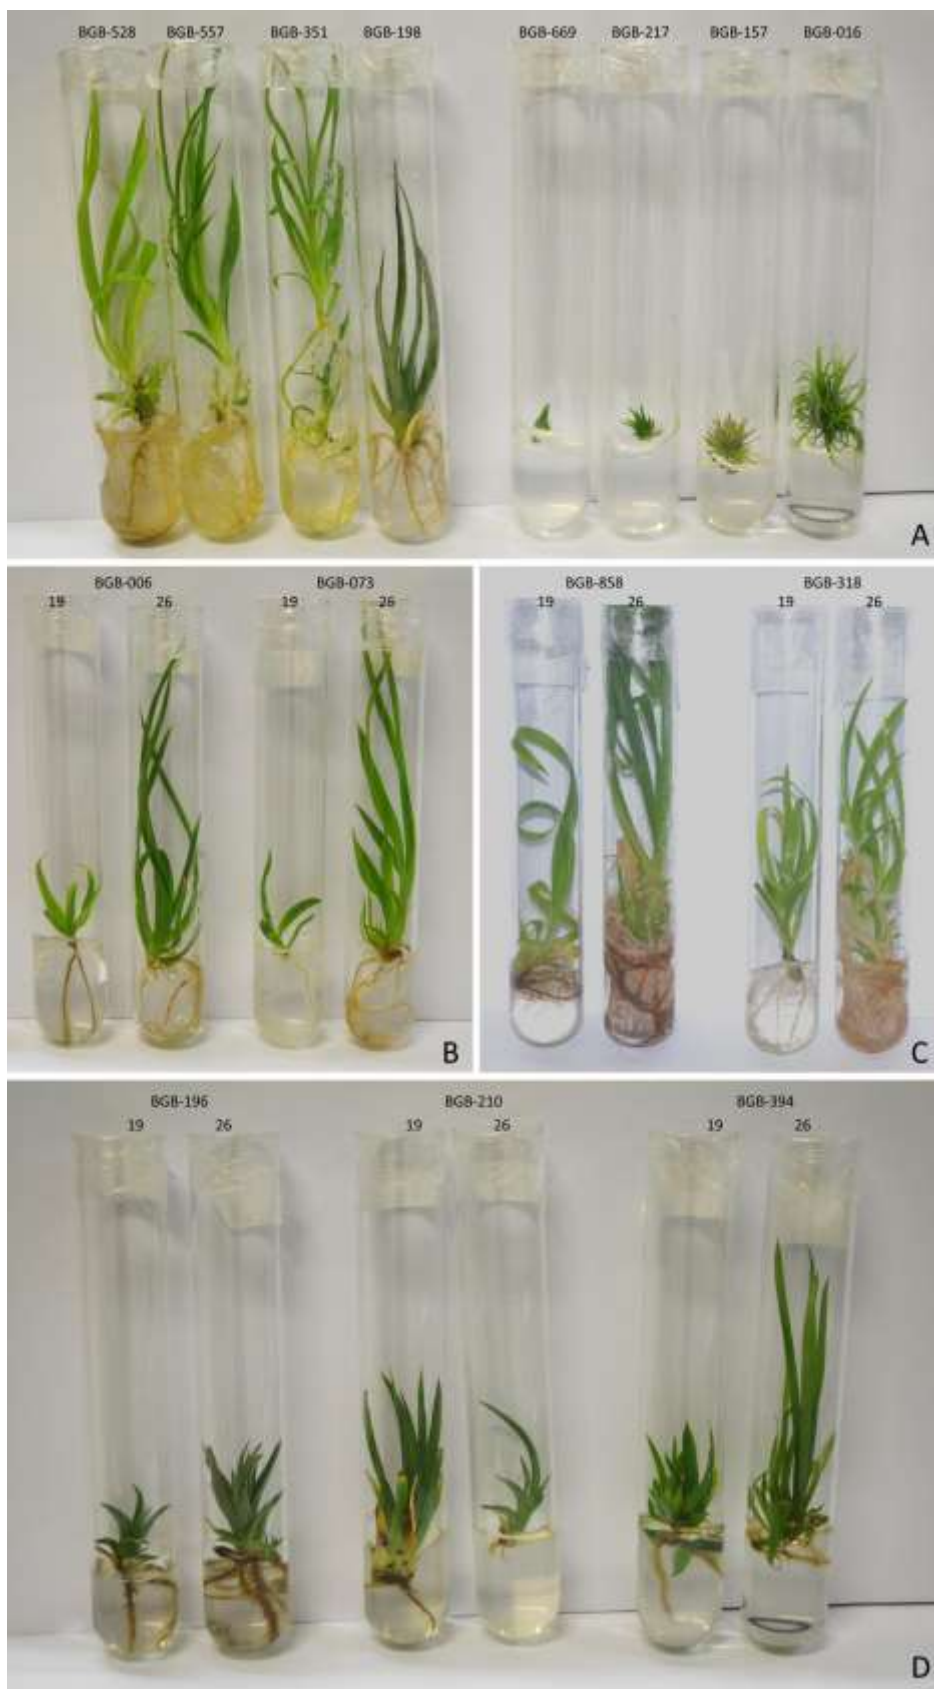 BGB-528 BGB-557 BGB-351 BGB-198 BGB-669 BGB-217 BGB-157 BGB-016
A
BGB-006 BGB-073
19 26 19 26
B
BGB-858 BGB-318
19 26 19 26
C
BGB-196 BGB-210 BGB-394
19 26 19 26 19 26
D